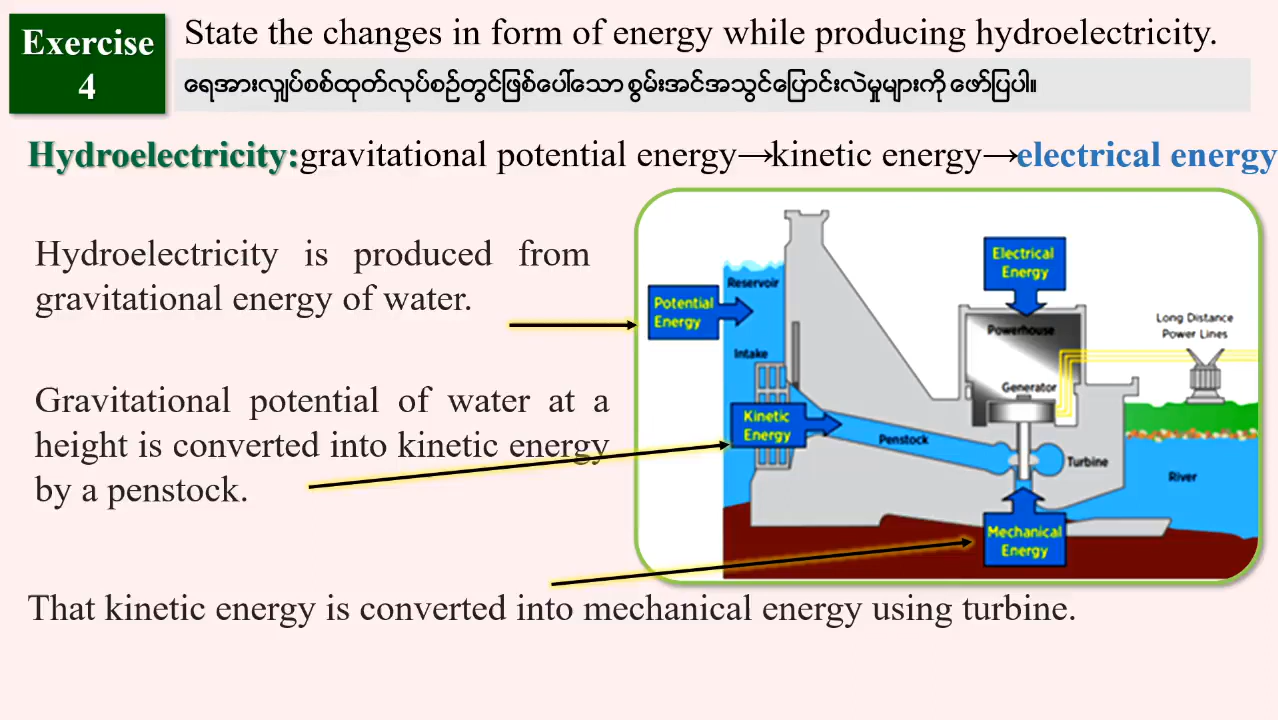 Exercise
4
State the changes in form of energy while producing hydroelectricity.
ရေအားလျှပ်စစ်ထုတ်လုပ်စဉ်တွင်ဖြစ်ပေါ်သော စွမ်းအင်အသွင်ပြောင်းလဲမှုများကို ဖော်ပြပါ။
Hydroelectricity:gravitational potential energy→kinetic energy→electrical energy
Hydroelectricity is produced from
gravitational energy of water.
Gravitational potential of water at a
height is converted into kinetic energy
by a penstock.
That kinetic energy is converted into mechanical energy using turbine.
Reservoir
Potential
Energy
Intake
Kinetic
Energy
Penstock
Electrical
Energy
Powerhouse
Generator
Turbine
Mechanical
Energy
Long Distance
Power Lines
River